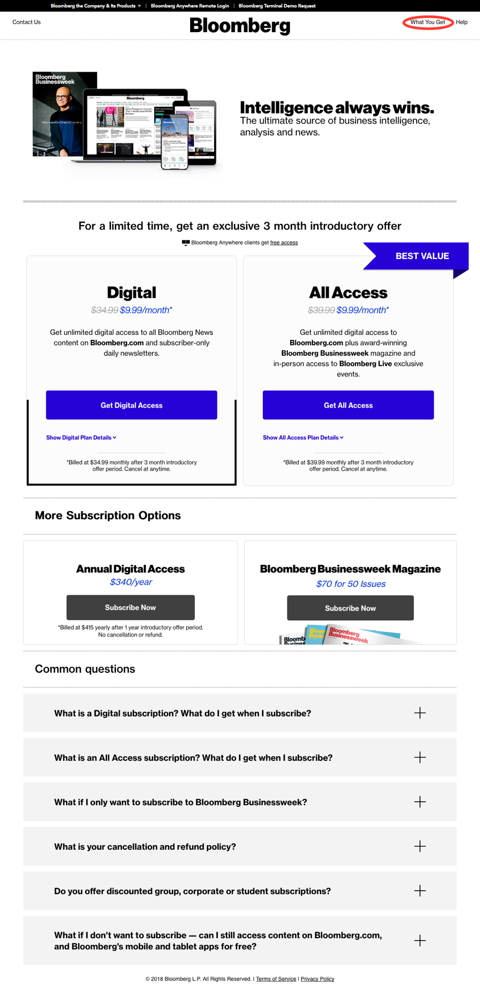 Bloomberg the Company & Its Products
Bloomberg Anywhere Remote Login
Bloomberg Terminal Demo Request
Contact Us
Bloomberg
What You Get
Help
Bloomberg
Businessweek
Microsoft's Chief Empathy
Bloomberg
Intelligence always wins.
The ultimate source of business intelligence,
analysis and news.
For a limited time, get an exclusive 3 month introductory offer
Bloomberg Anywhere clients get free access
BEST VALUE
Digital
$34.99 $9.99/month*
Get unlimited digital access to all Bloomberg News
content on Bloomberg.com and subscriber-only
daily newsletters.
Get Digital Access
Show Digital Plan Details
*Billed at $34.99 monthly after 3 month introductory
offer period. Cancel at anytime.
All Access
$39.99 $9.99/month*
Get unlimited digital access to
Bloomberg.com plus award-winning
Bloomberg Businessweek magazine and
in-person access to Bloomberg Live exclusive
events.
Get All Access
Show All Access Plan Details
*Billed at $39.99 monthly after 3 month introductory
offer period. Cancel at anytime.
More Subscription Options
Annual Digital Access
$340/year
Subscribe Now
*Billed at $415 yearly after 1 year introductory offer period.
No cancellation or refund.
Bloomberg Businessweek Magazine
$70 for 50 Issues
Subscribe Now
Bloomberg
Businessweek
Common questions
What is a Digital subscription? What do I get when I subscribe?
What is an All Access subscription? What do I get when I subscribe?
What if I only want to subscribe to Bloomberg Businessweek?
What is your cancellation and refund policy?
Do you offer discounted group, corporate or student subscriptions?
What if I don't want to subscribe — can I still access content on Bloomberg.com,
and Bloomberg's mobile and tablet apps for free?
© 2018 Bloomberg L.P. All Rights Reserved. | Terms of Service | Privacy Policy